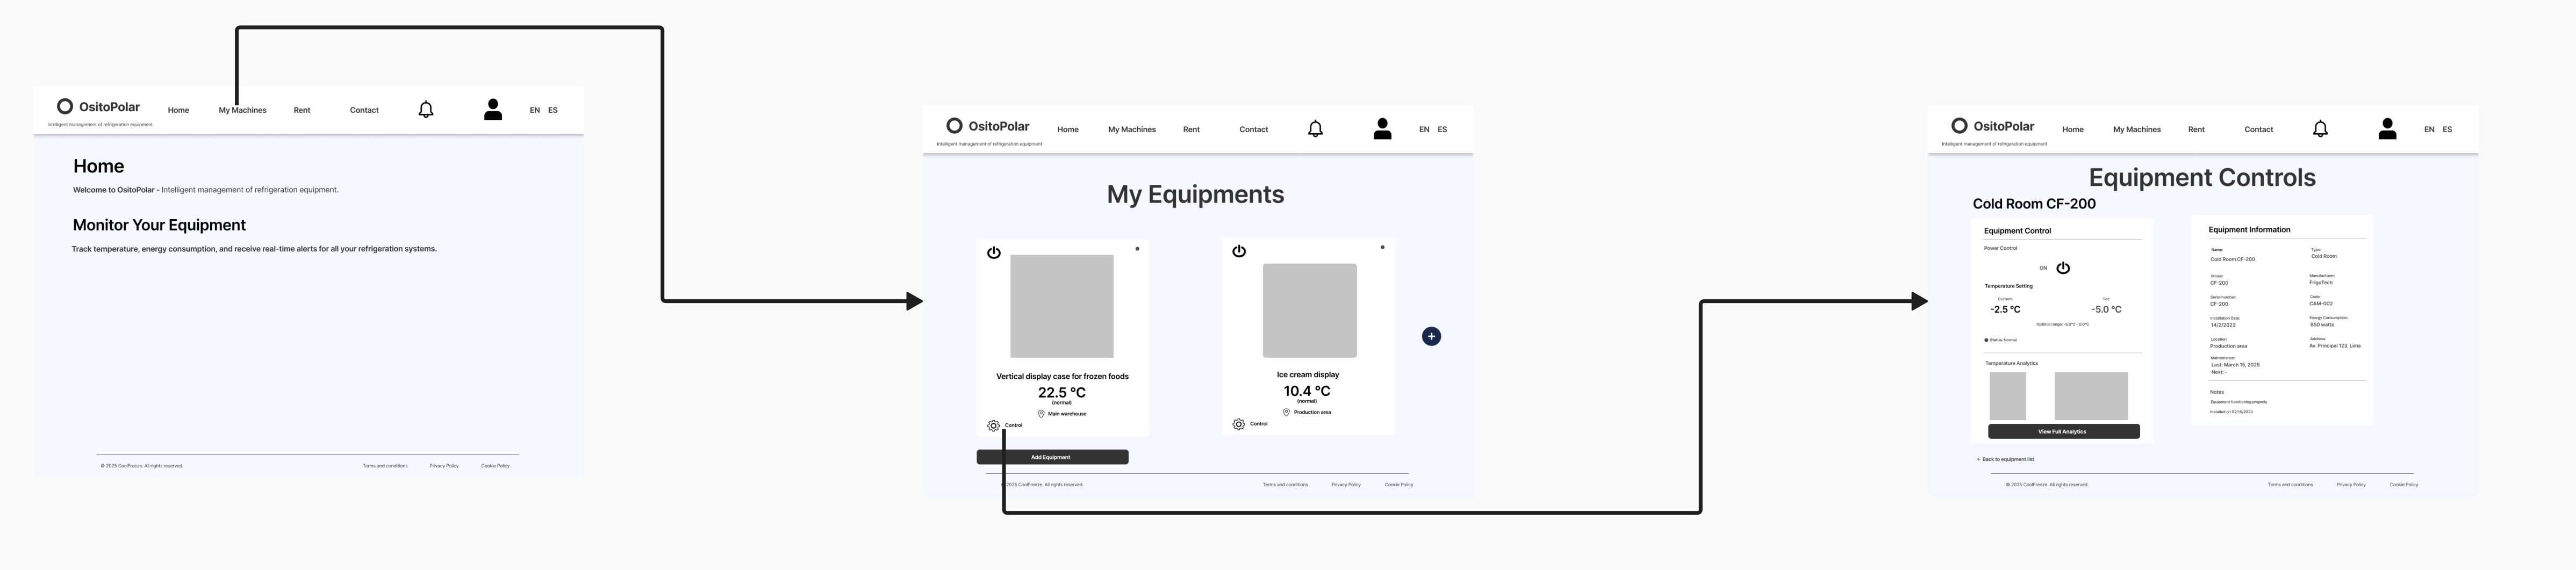 OsitoPolar
Intelligent management of refrigeration equipment
Home My Machines Rent Contact EN ES
Home
Welcome to OsitoPolar - Intelligent management of refrigeration equipment.
Monitor Your Equipment
Track temperature, energy consumption, and receive real-time alerts for all your refrigeration systems.
© 2025 CoolFreeze. All rights reserved. Terms and conditions Privacy Policy Cookie Policy
OsitoPolar
Intelligent management of refrigeration equipment
Home My Machines Rent Contact EN ES
My Equipments
Vertical display case for frozen foods
22.5 °C
(normal)
Main warehouse
Control
Ice cream display
10.4 °C
(normal)
Production area
Control
+
Add Equipment
© 2025 CoolFreeze. All rights reserved. Terms and conditions Privacy Policy Cookie Policy
OsitoPolar
Intelligent management of refrigeration equipment
Home My Machines Rent Contact EN ES
Equipment Controls
Cold Room CF-200
Equipment Control
Power Control
ON
Temperature Setting
Current: Set:
-2.5 °C -5.0 °C
Optimal range: -5.0°C - 0.0°C
Status: Normal
Temperature Analytics
View Full Analytics
← Back to equipment list
Equipment Information
Name: Type:
Cold Room CF-200 Cold Room
Model: Manufacturer:
CF-200 FrigoTech
Serial number: Code:
CF-200 CAM-002
Installation Date: Energy Consumption:
14/2/2023 850 watts
Location: Address:
Production area Av. Principal 123, Lima
Maintenance:
Last: March 15, 2025
Next: -
Notes
Equipment functioning properly
Installed on 02/15/2023
© 2025 CoolFreeze. All rights reserved. Terms and conditions Privacy Policy Cookie Policy